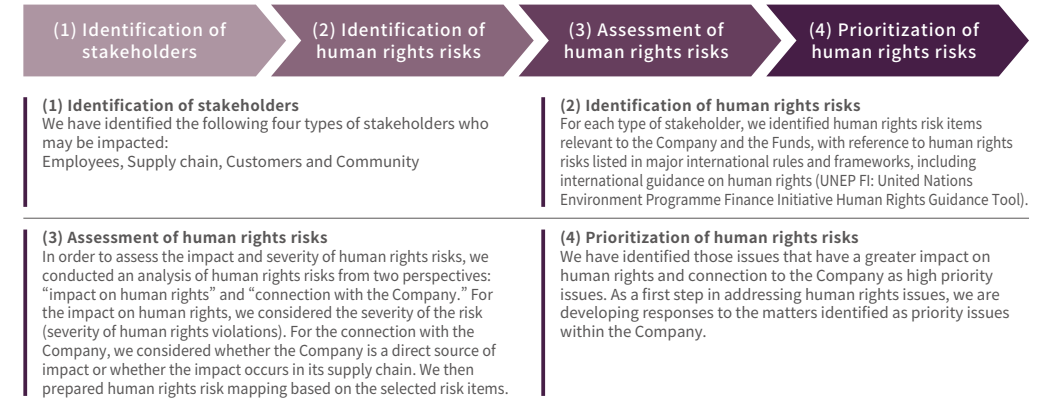 (1) Identification of
stakeholders
(2) Identification of
human rights risks
(3) Assessment of
human rights risks
(4) Prioritization of
human rights risks
(1) Identification of stakeholders
We have identified the following four types of stakeholders who
may be impacted:
Employees, Supply chain, Customers and Community
(2) Identification of human rights risks
For each type of stakeholder, we identified human rights risk items
relevant to the Company and the Funds, with reference to human rights
risks listed in major international rules and frameworks, including
international guidance on human rights (UNEP FI: United Nations
Environment Programme Finance Initiative Human Rights Guidance Tool).
(3) Assessment of human rights risks
In order to assess the impact and severity of human rights risks, we
conducted an analysis of human rights risks from two perspectives:
“impact on human rights” and “connection with the Company.” For
the impact on human rights, we considered the severity of the risk
(severity of human rights violations). For the connection with the
Company, we considered whether the Company is a direct source of
impact or whether the impact occurs in its supply chain. We then
prepared human rights risk mapping based on the selected risk items.
(4) Prioritization of human rights risks
We have identified those issues that have a greater impact on
human rights and connection to the Company as high priority
issues. As a first step in addressing human rights issues, we are
developing responses to the matters identified as priority issues
within the Company.